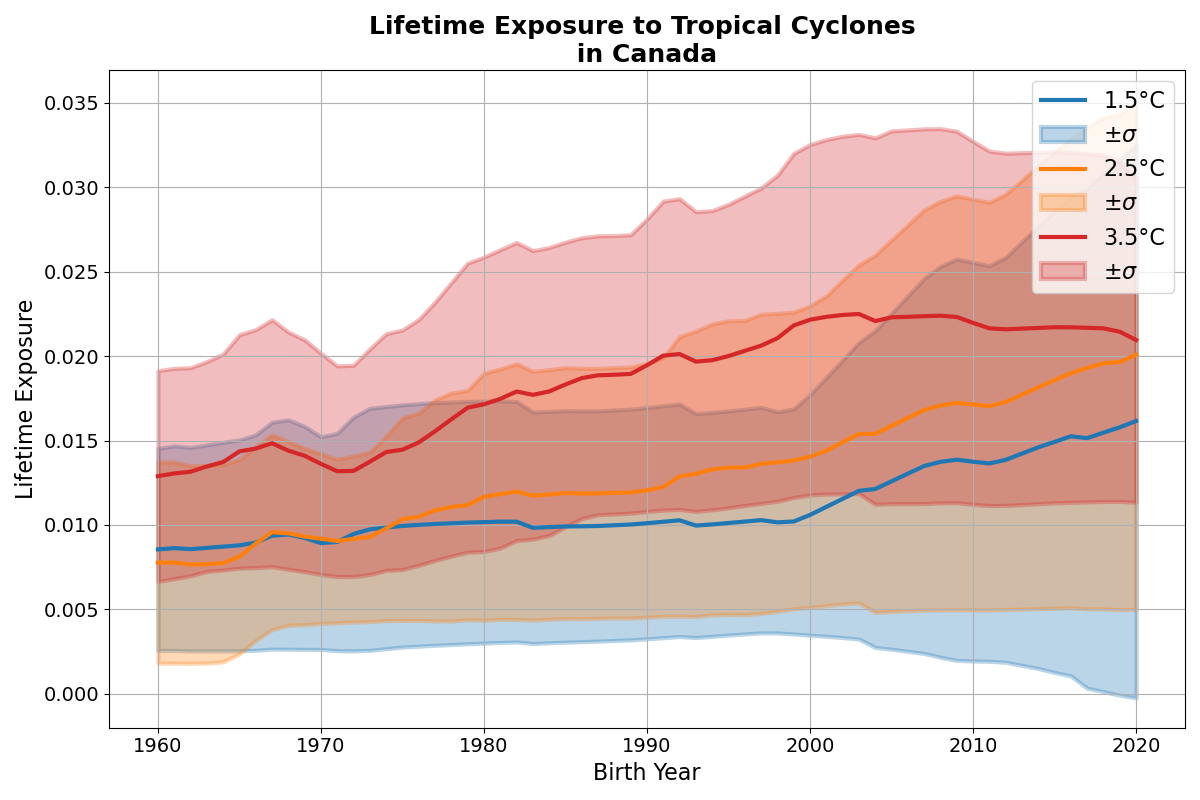 Lifetime Exposure to Tropical Cyclones
in Canada
Lifetime Exposure
0.035
0.030
0.025
0.020
0.015
0.010
0.005
0.000
1.5°C
±σ
2.5°C
±σ
3.5°C
±σ
1960
1970
1980
1990
2000
2010
2020
Birth Year